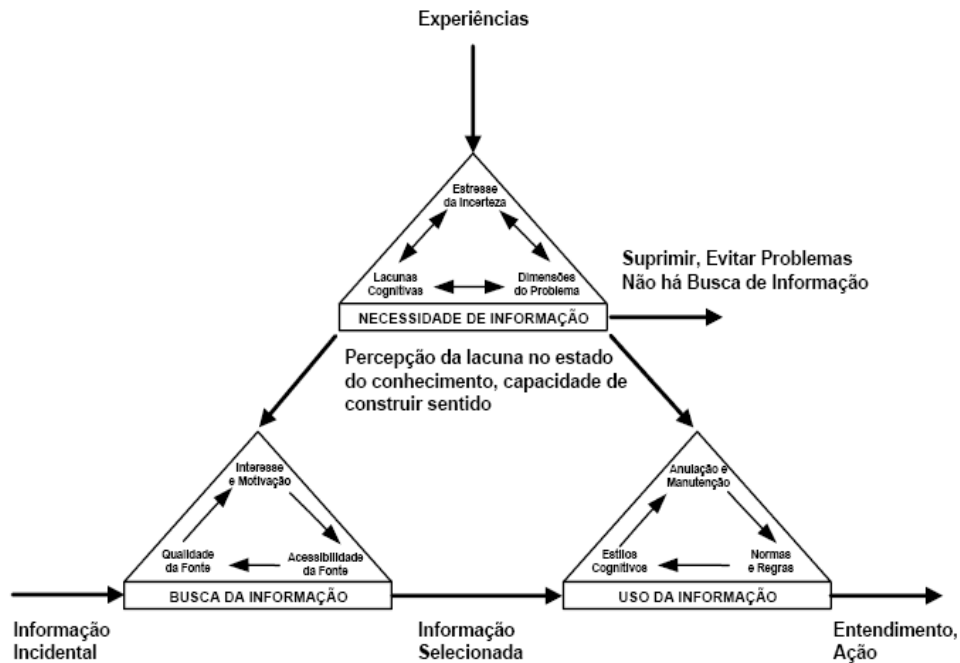 Experiências
Estresse
da Incerteza
Lacunas
Cognitivas
Dimensões
do Problema
NECESSIDADE DE INFORMAÇÃO
Suprimir, Evitar Problemas
Não há Busca de Informação
Percepção da lacuna no estado
do conhecimento, capacidade de
construir sentido
Interesse
e Motivação
Qualidade
da Fonte
Acessibilidade
da Fonte
BUSCA DA INFORMAÇÃO
Anulação e
Manutenção
Estilos
Cognitivos
Normas
e Regras
USO DA INFORMAÇÃO
Informação
Incidental
Informação
Selecionada
Entendimento,
Ação